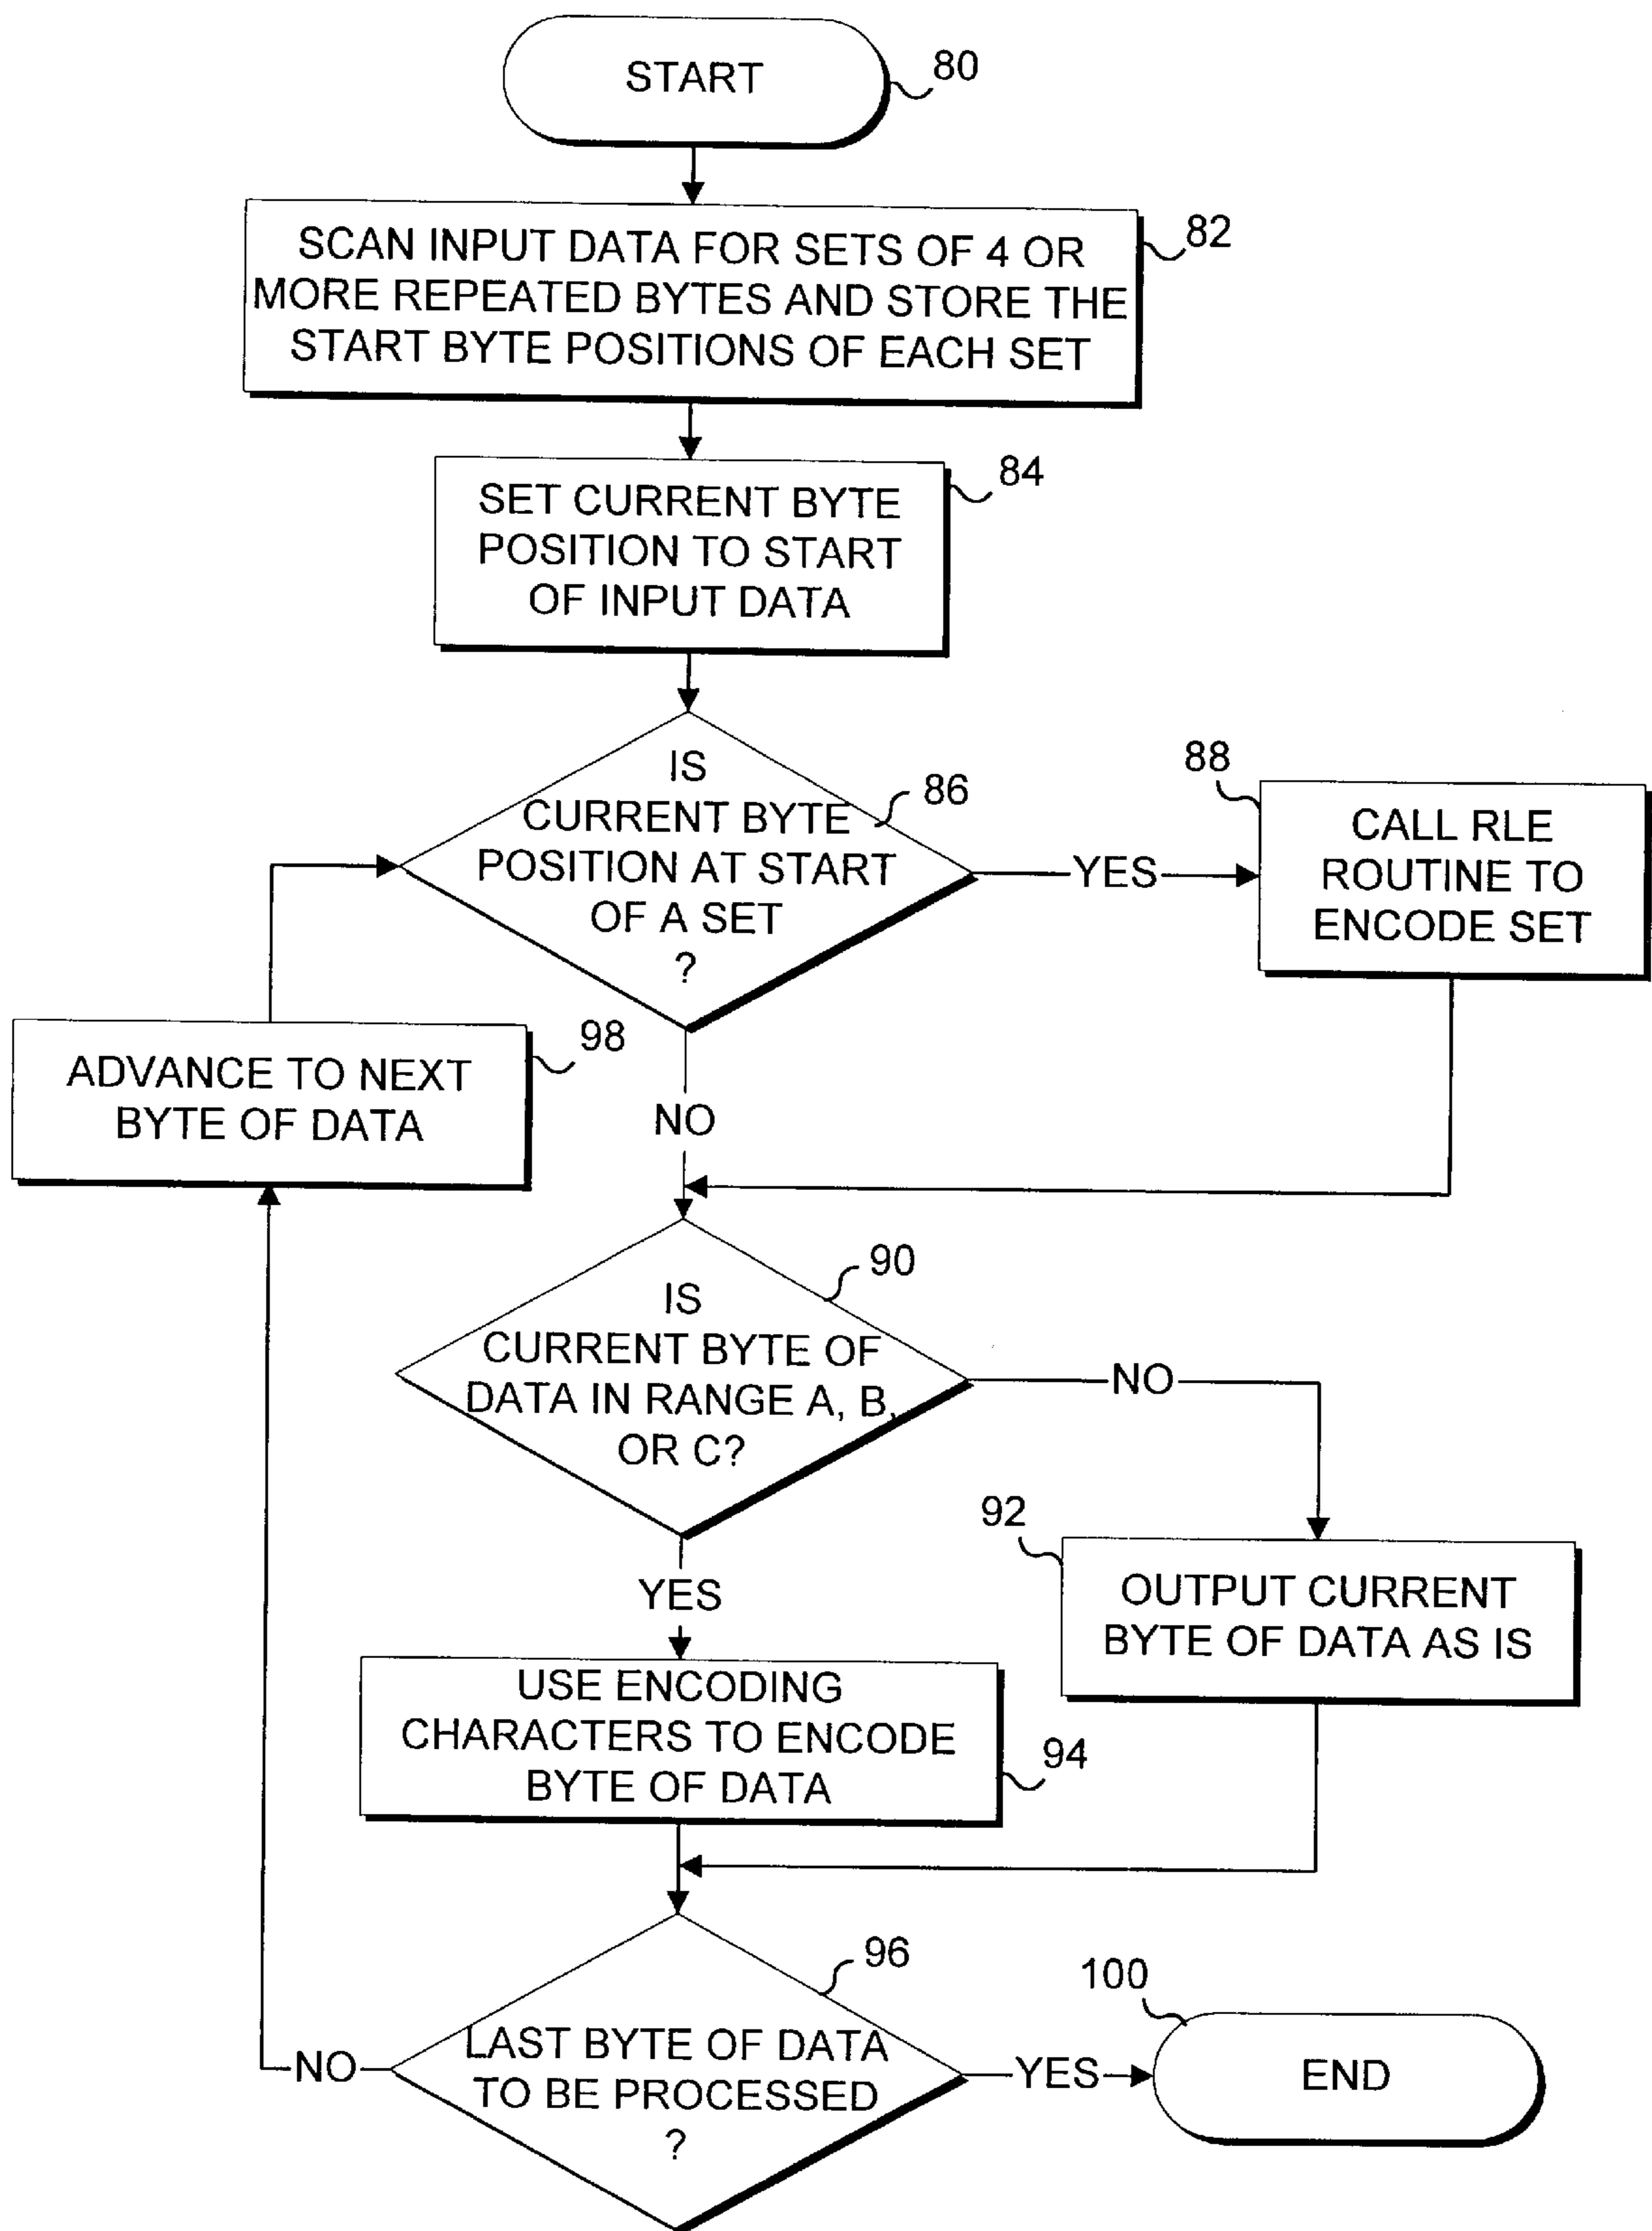 START
80
SCAN INPUT DATA FOR SETS OF 4 OR
MORE REPEATED BYTES AND STORE THE
START BYTE POSITIONS OF EACH SET
82
SET CURRENT BYTE
POSITION TO START
OF INPUT DATA
84
IS
CURRENT BYTE
POSITION AT START
OF A SET
?
86
YES
88
CALL RLE
ROUTINE TO
ENCODE SET
ADVANCE TO NEXT
BYTE OF DATA
98
NO
IS
CURRENT BYTE OF
DATA IN RANGE A, B,
OR C?
90
NO
92
OUTPUT CURRENT
BYTE OF DATA AS IS
YES
USE ENCODING
CHARACTERS TO ENCODE
BYTE OF DATA
94
LAST BYTE OF DATA
TO BE PROCESSED
?
96
NO
YES
100
END